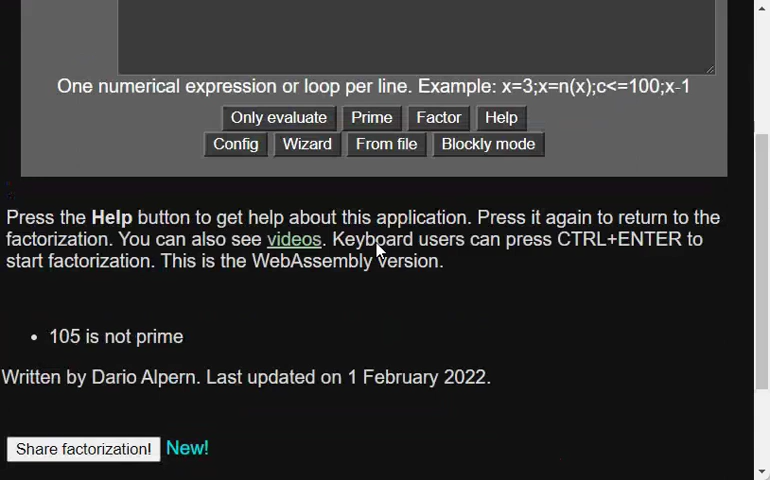 One numerical expression or loop per line. Example: x=3;x=n(x);c<=100;x-1
Only evaluate Prime Factor Help
Config Wizard From file Blockly mode
Press the Help button to get help about this application. Press it again to return to the
factorization. You can also see videos. Keyboard users can press CTRL+ENTER to
start factorization. This is the WebAssembly version.
• 105 is not prime
Written by Dario Alpern. Last updated on 1 February 2022.
Share factorization! New!